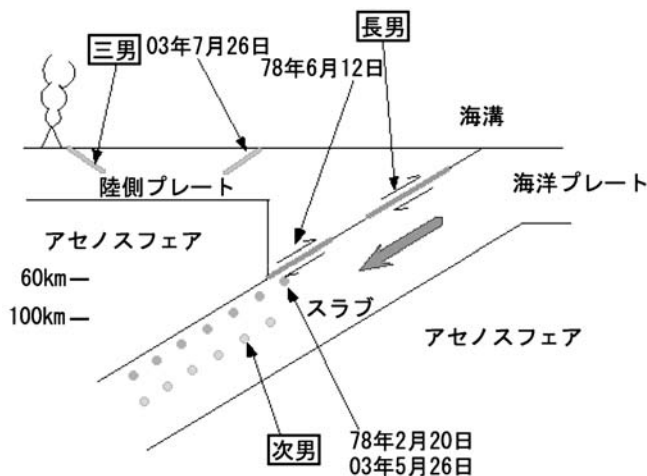 三男 03年7月26日
長男
78年6月12日
海溝
陸側プレート
海洋プレート
アセノスフェア
60km
100km
スラブ
アセノスフェア
次男
78年2月20日
03年5月26日